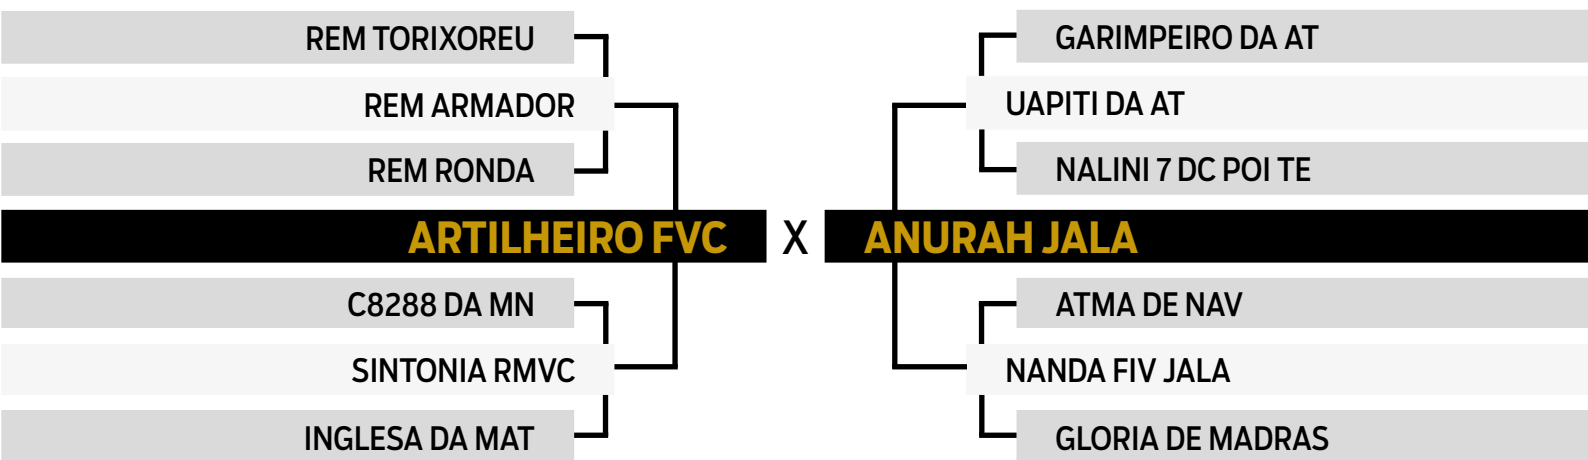 REM TORIXOREU
REM ARMADOR
REM RONDA
ARTILHEIRO FVC
C8288 DA MN
SINTONIA RMVC
INGLESA DA MAT
X
GARIMPEIRO DA AT
UAPITI DA AT
NALINI 7 DC POI TE
ANURAH JALA
ATMA DE NAV
NANDA FIV JALA
GLORIA DE MADRAS